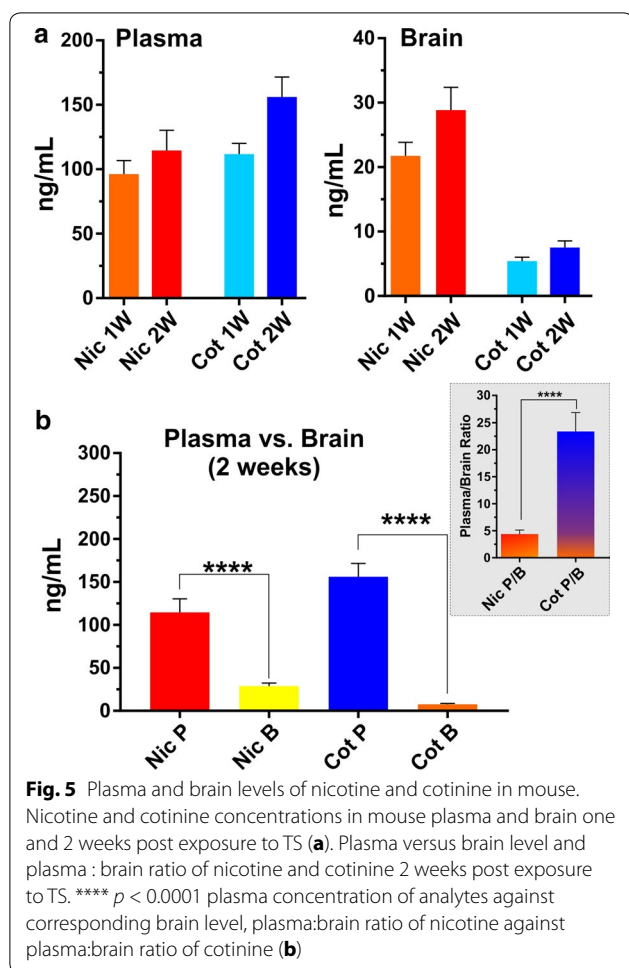 a
Plasma
Brain
ng/mL
200
150
100
50
0
Nic 1W
Nic 2W
Cot 1W
Cot 2W
ng/mL
40
30
20
10
0
Nic 1W
Nic 2W
Cot 1W
Cot 2W
b
Plasma vs. Brain
(2 weeks)
ng/mL
300
250
200
150
100
50
0
****
****
Nic P
Nic B
Cot P
Cot B
Plasma/Brain Ratio
30
25
20
15
10
5
0
****
Nic P/B
Cot P/B
Fig. 5 Plasma and brain levels of nicotine and cotinine in mouse.
Nicotine and cotinine concentrations in mouse plasma and brain one
and 2 weeks post exposure to TS (a). Plasma versus brain level and
plasma : brain ratio of nicotine and cotinine 2 weeks post exposure
to TS. **** p < 0.0001 plasma concentration of analytes against
corresponding brain level, plasma:brain ratio of nicotine against
plasma:brain ratio of cotinine (b)